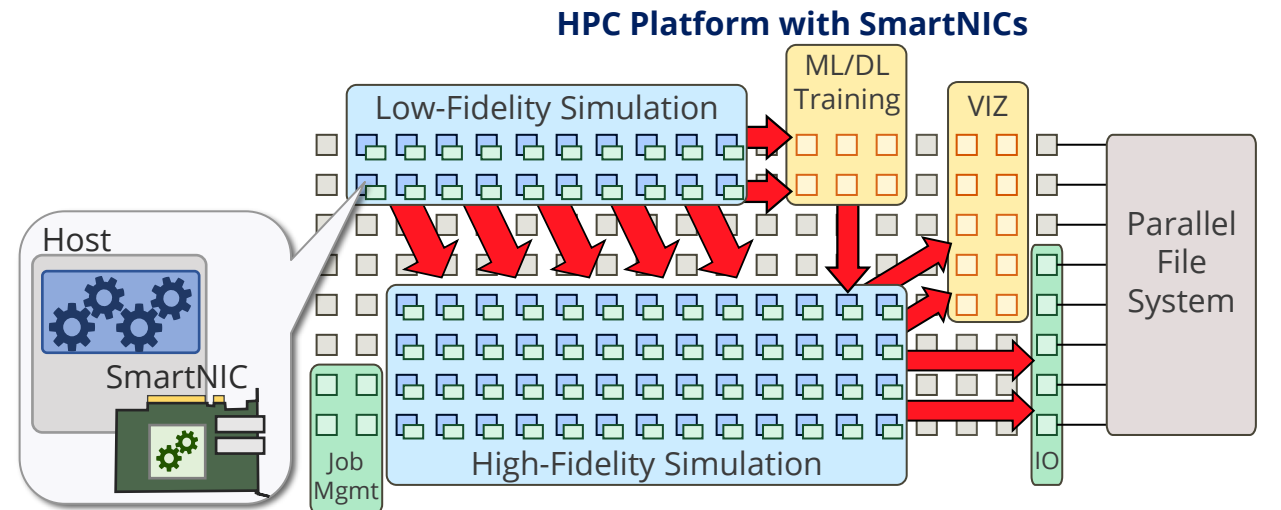 HPC Platform with SmartNICs
Low-Fidelity Simulation
ML/DL
Training
VIZ
Host
SmartNIC
Job
Mgmt
High-Fidelity Simulation
IO
Parallel
File
System